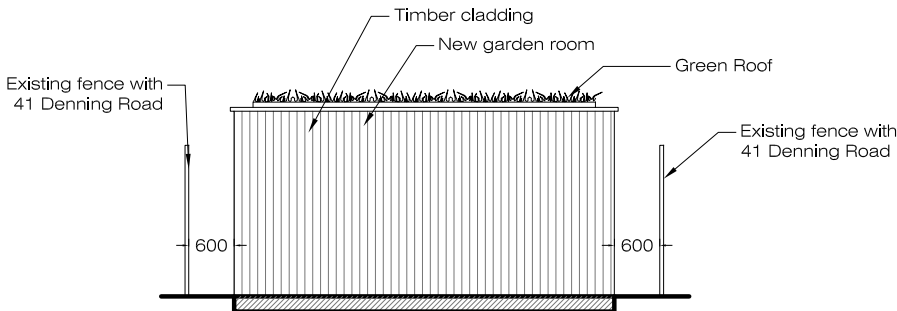 Timber cladding
New garden room
Green Roof
Existing fence with
41 Denning Road
Existing fence with
41 Denning Road
600
600